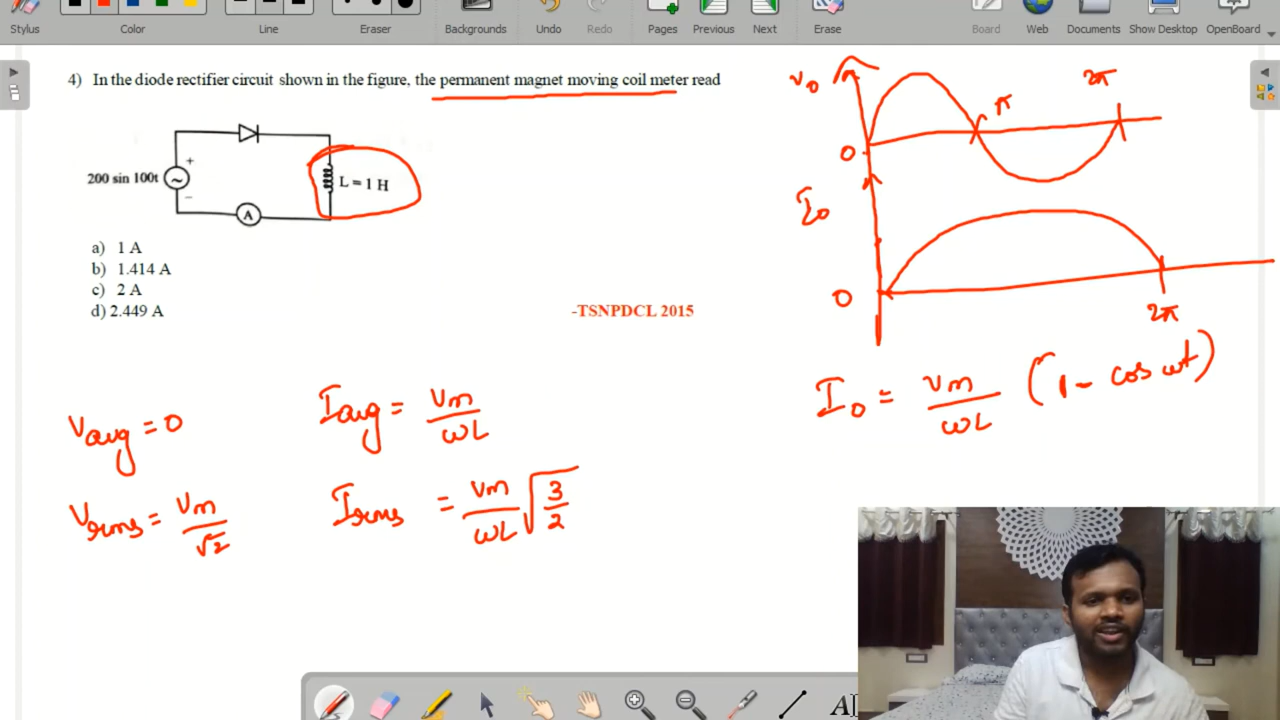 Stylus Color Line Eraser Backgrounds Undo Redo Pages Previous Next Erase Board Web Documents Show Desktop OpenBoard
4) In the diode rectifier circuit shown in the figure, the permanent magnet moving coil meter read
200 sin 100t
+
~
−
A
L = 1 H
a) 1 A
b) 1.414 A
c) 2 A
d) 2.449 A
-TSNPDCL 2015
v0
0
π
2π
I0
0
2π
I0 = Vm/ωL (1 - cos ωt)
Vavg = 0
Iavg = Vm/ωL
Vrms = Vm/√2
Irms = Vm/ωL √3/2
A